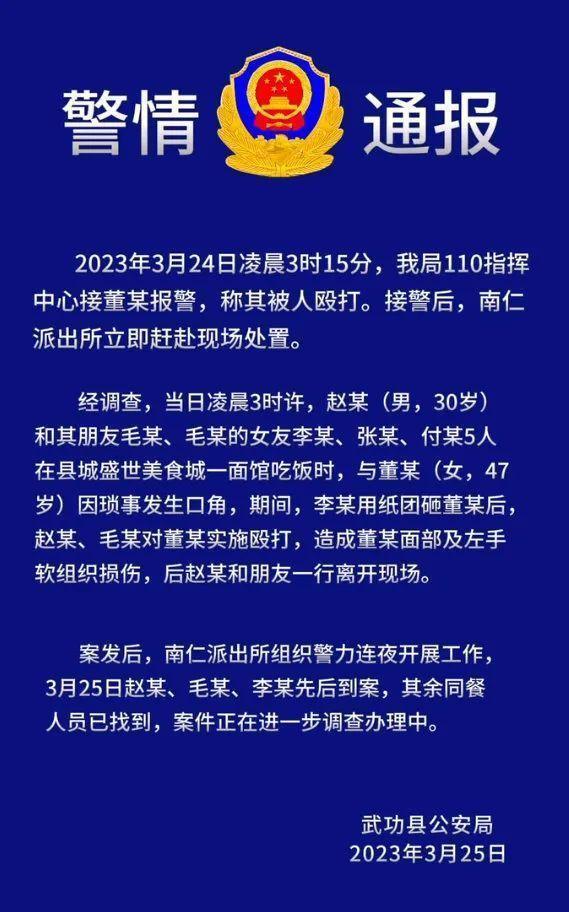 警情 通报
2023年3月24日凌晨3时15分，我局110指挥
中心接董某报警，称其被人殴打。接警后，南仁
派出所立即赶赴现场处置。
经调查，当日凌晨3时许，赵某（男，30岁）
和其朋友毛某、毛某的女友李某、张某、付某5人
在县城盛世美食城一面馆吃饭时，与董某（女，47
岁）因琐事发生口角，期间，李某用纸团砸董某后，
赵某、毛某对董某实施殴打，造成董某面部及左手
软组织损伤，后赵某和朋友一行离开现场。
案发后，南仁派出所组织警力连夜开展工作，
3月25日赵某、毛某、李某先后到案，其余同餐
人员已找到，案件正在进一步调查办理中。
武功县公安局
2023年3月25日